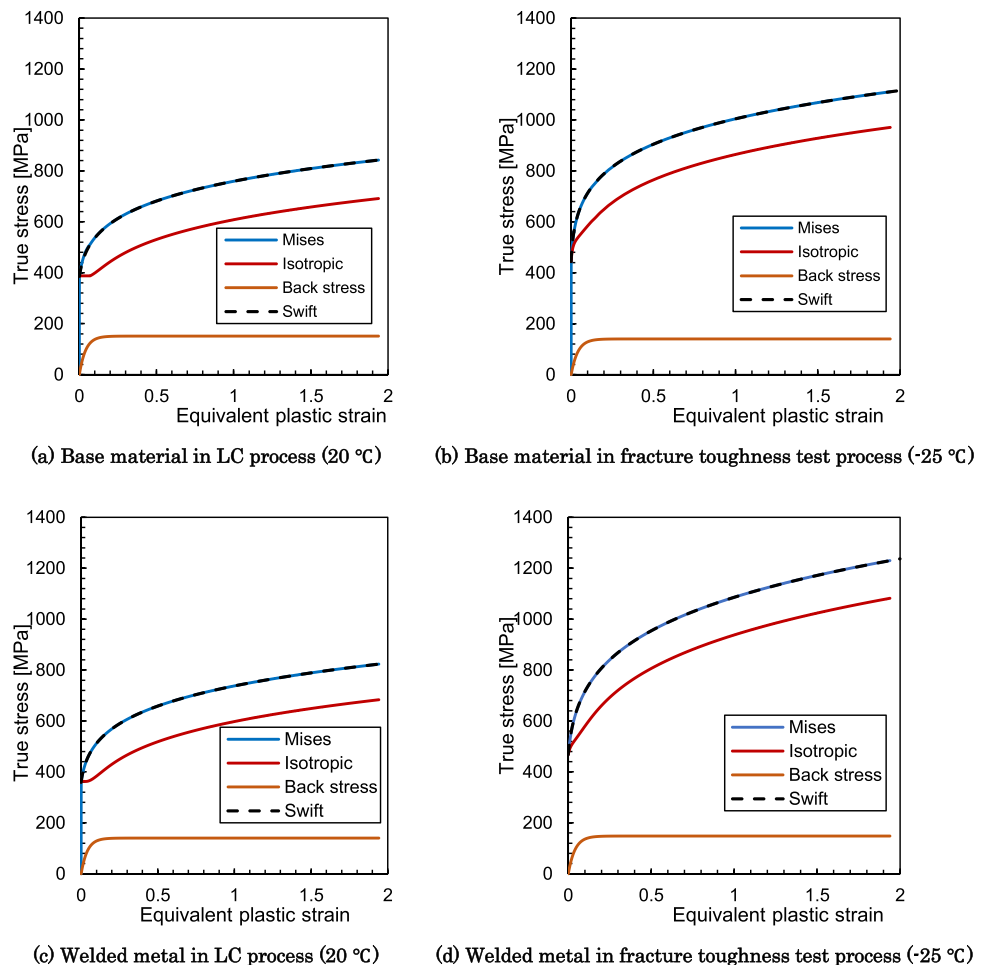 1400
1200
1000
800
600
400
200
0
True stress [MPa]
Mises
Isotropic
Back stress
Swift
0 0.5 1 1.5 2
Equivalent plastic strain
(a) Base material in LC process (20 ℃)
1400
1200
1000
800
600
400
200
0
True stress [MPa]
Mises
Isotropic
Back stress
Swift
0 0.5 1 1.5 2
Equivalent plastic strain
(b) Base material in fracture toughness test process (-25 ℃)
1400
1200
1000
800
600
400
200
0
True stress [MPa]
Mises
Isotropic
Back stress
Swift
0 0.5 1 1.5 2
Equivalent plastic strain
(c) Welded metal in LC process (20 ℃)
1400
1200
1000
800
600
400
200
0
True stress [MPa]
Mises
Isotropic
Back stress
Swift
0 0.5 1 1.5 2
Equivalent plastic strain
(d) Welded metal in fracture toughness test process (-25 ℃)